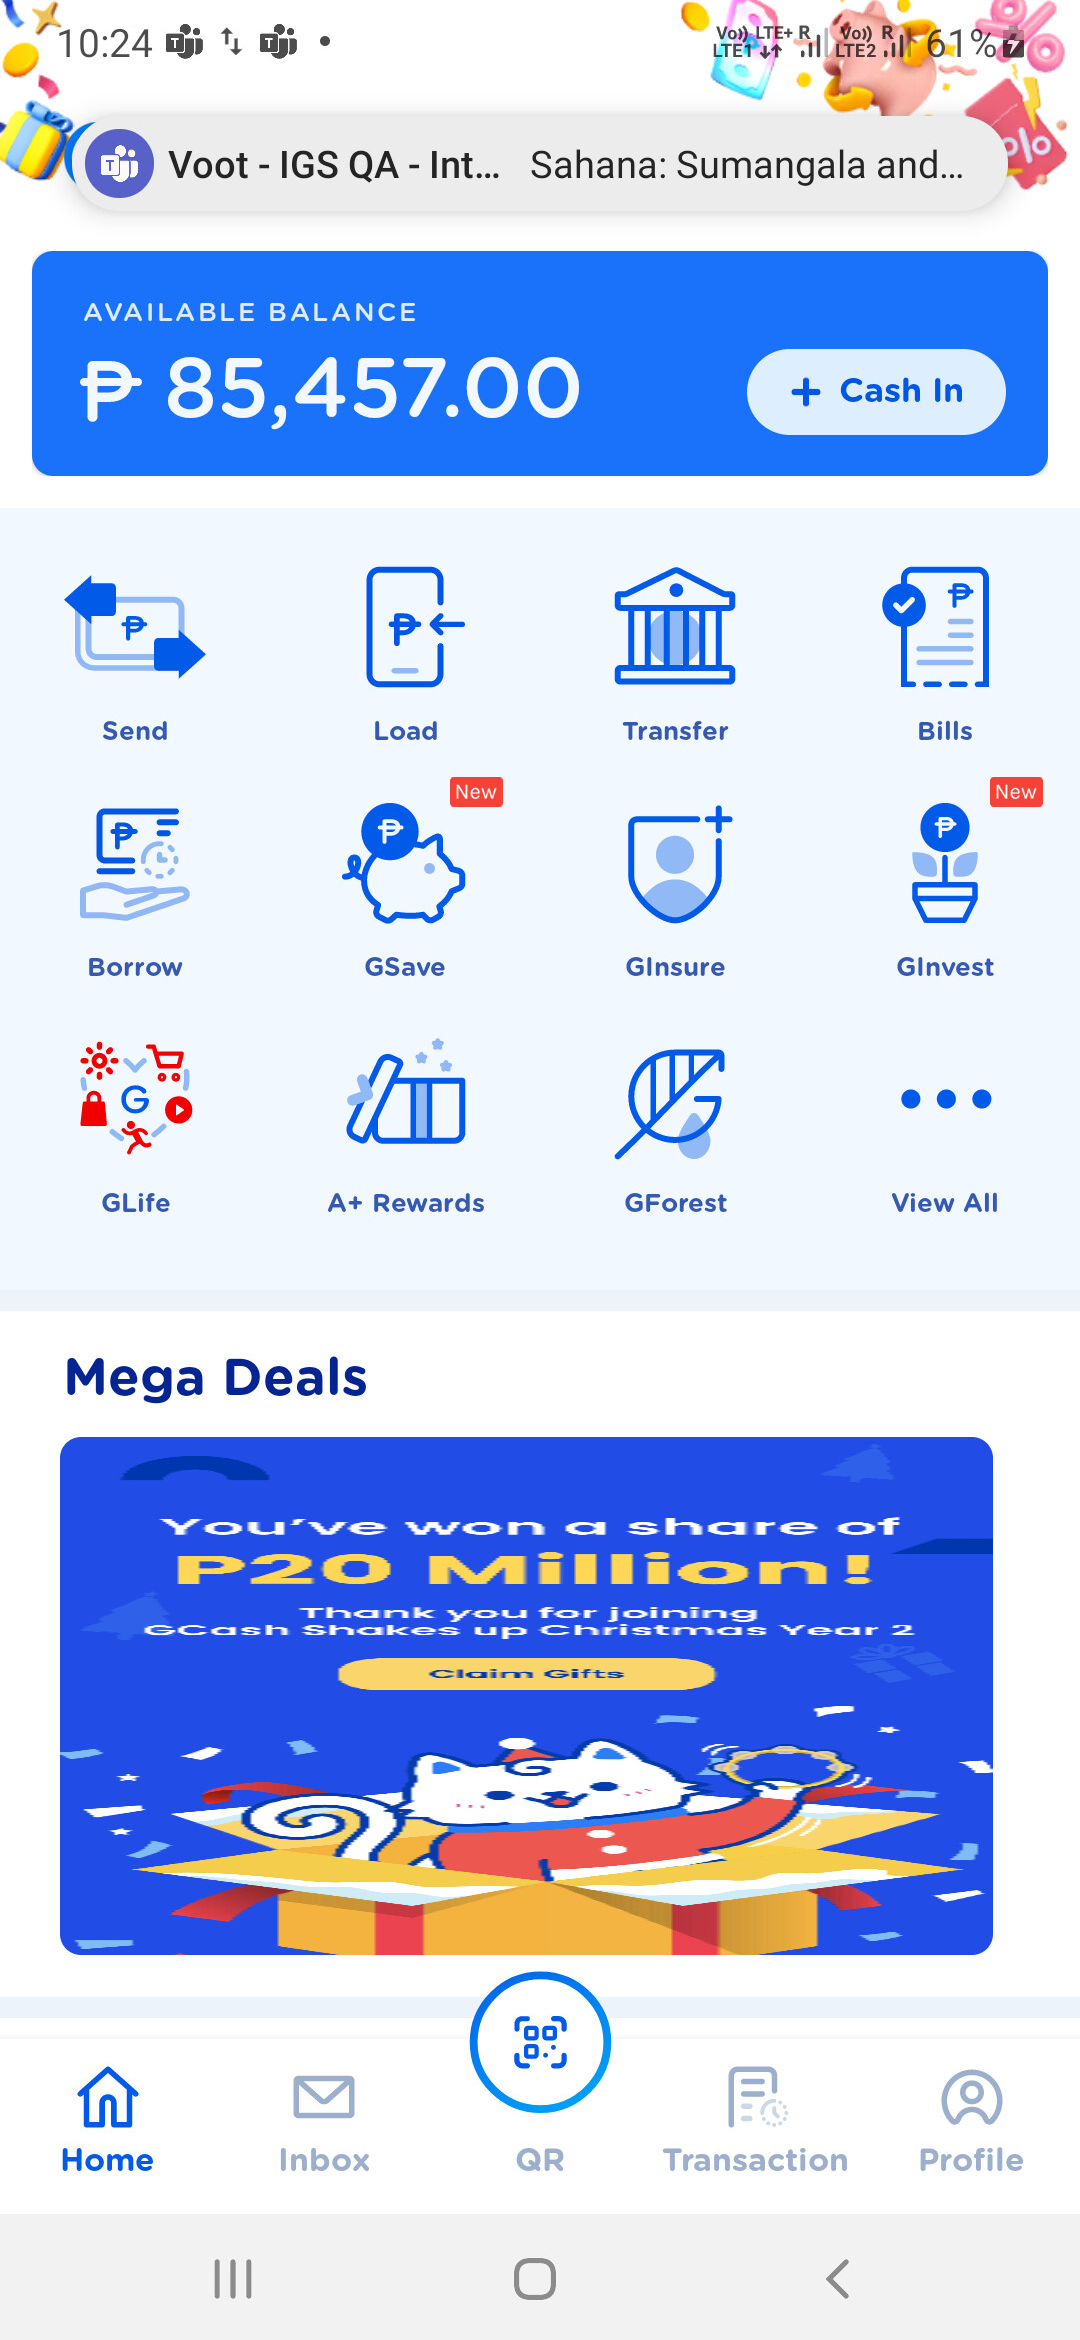 10:24
Vo)) LTE+ R
LTE1
Vo)) R
LTE2
61%
Voot - IGS QA - Int... Sahana: Sumangala and...
AVAILABLE BALANCE
₱ 85,457.00
+ Cash In
Send Load Transfer Bills
New New
Borrow GSave GInsure GInvest
GLife A+ Rewards GForest View All
Mega Deals
You've won a share of
P20 Million!
Thank you for joining
GCash Shakes up Christmas Year 2
Claim Gifts
Home Inbox QR Transaction Profile